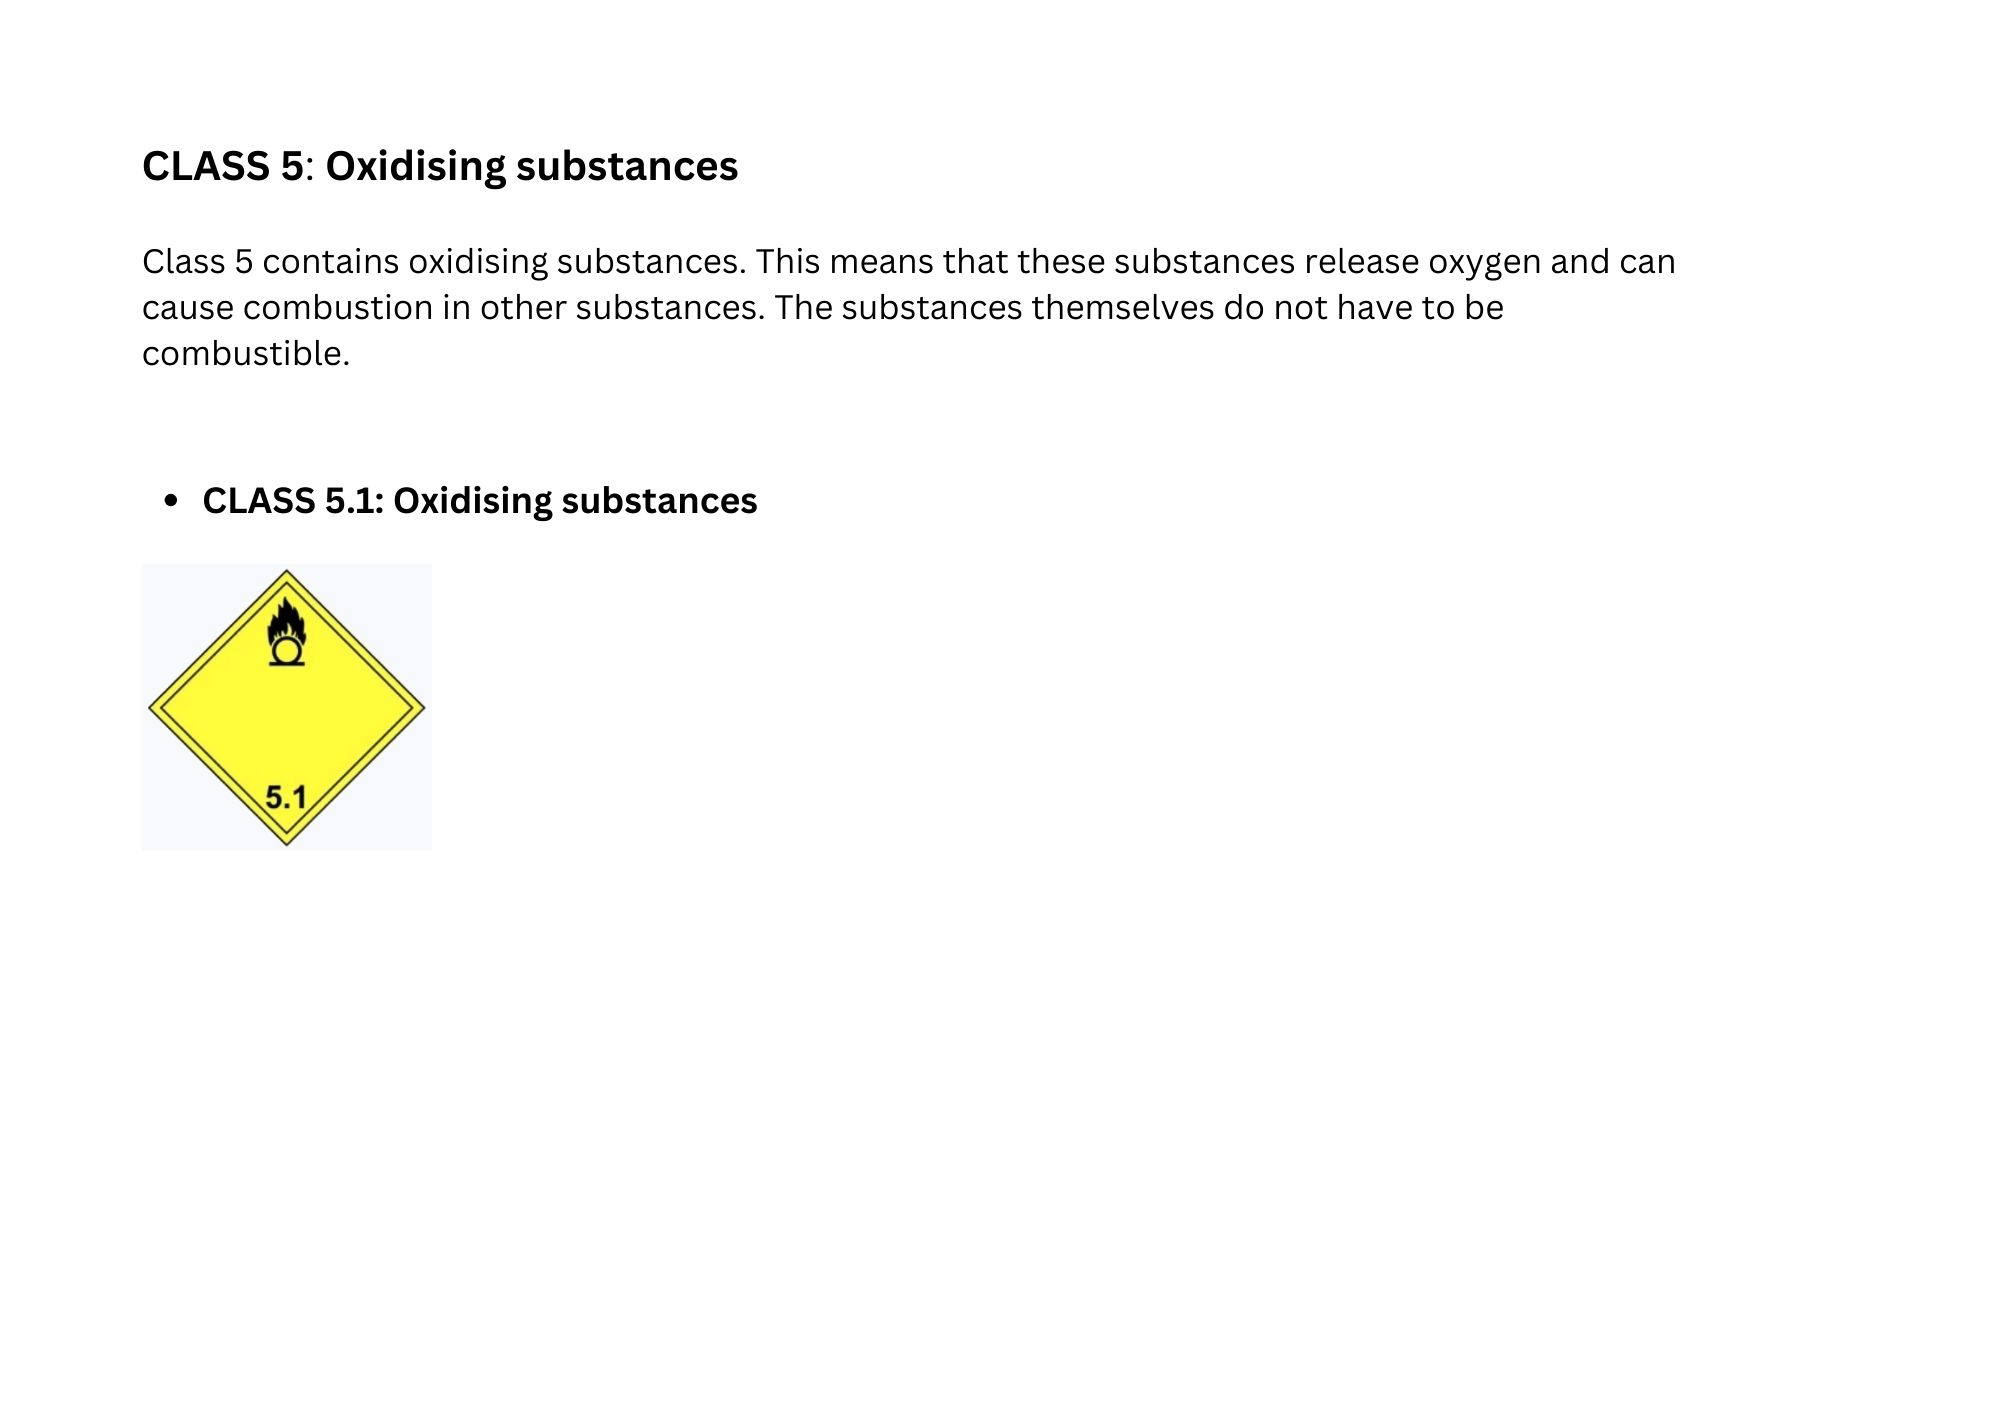 CLASS 5: Oxidising substances
Class 5 contains oxidising substances. This means that these substances release oxygen and can
cause combustion in other substances. The substances themselves do not have to be
combustible.
• CLASS 5.1: Oxidising substances
5.1